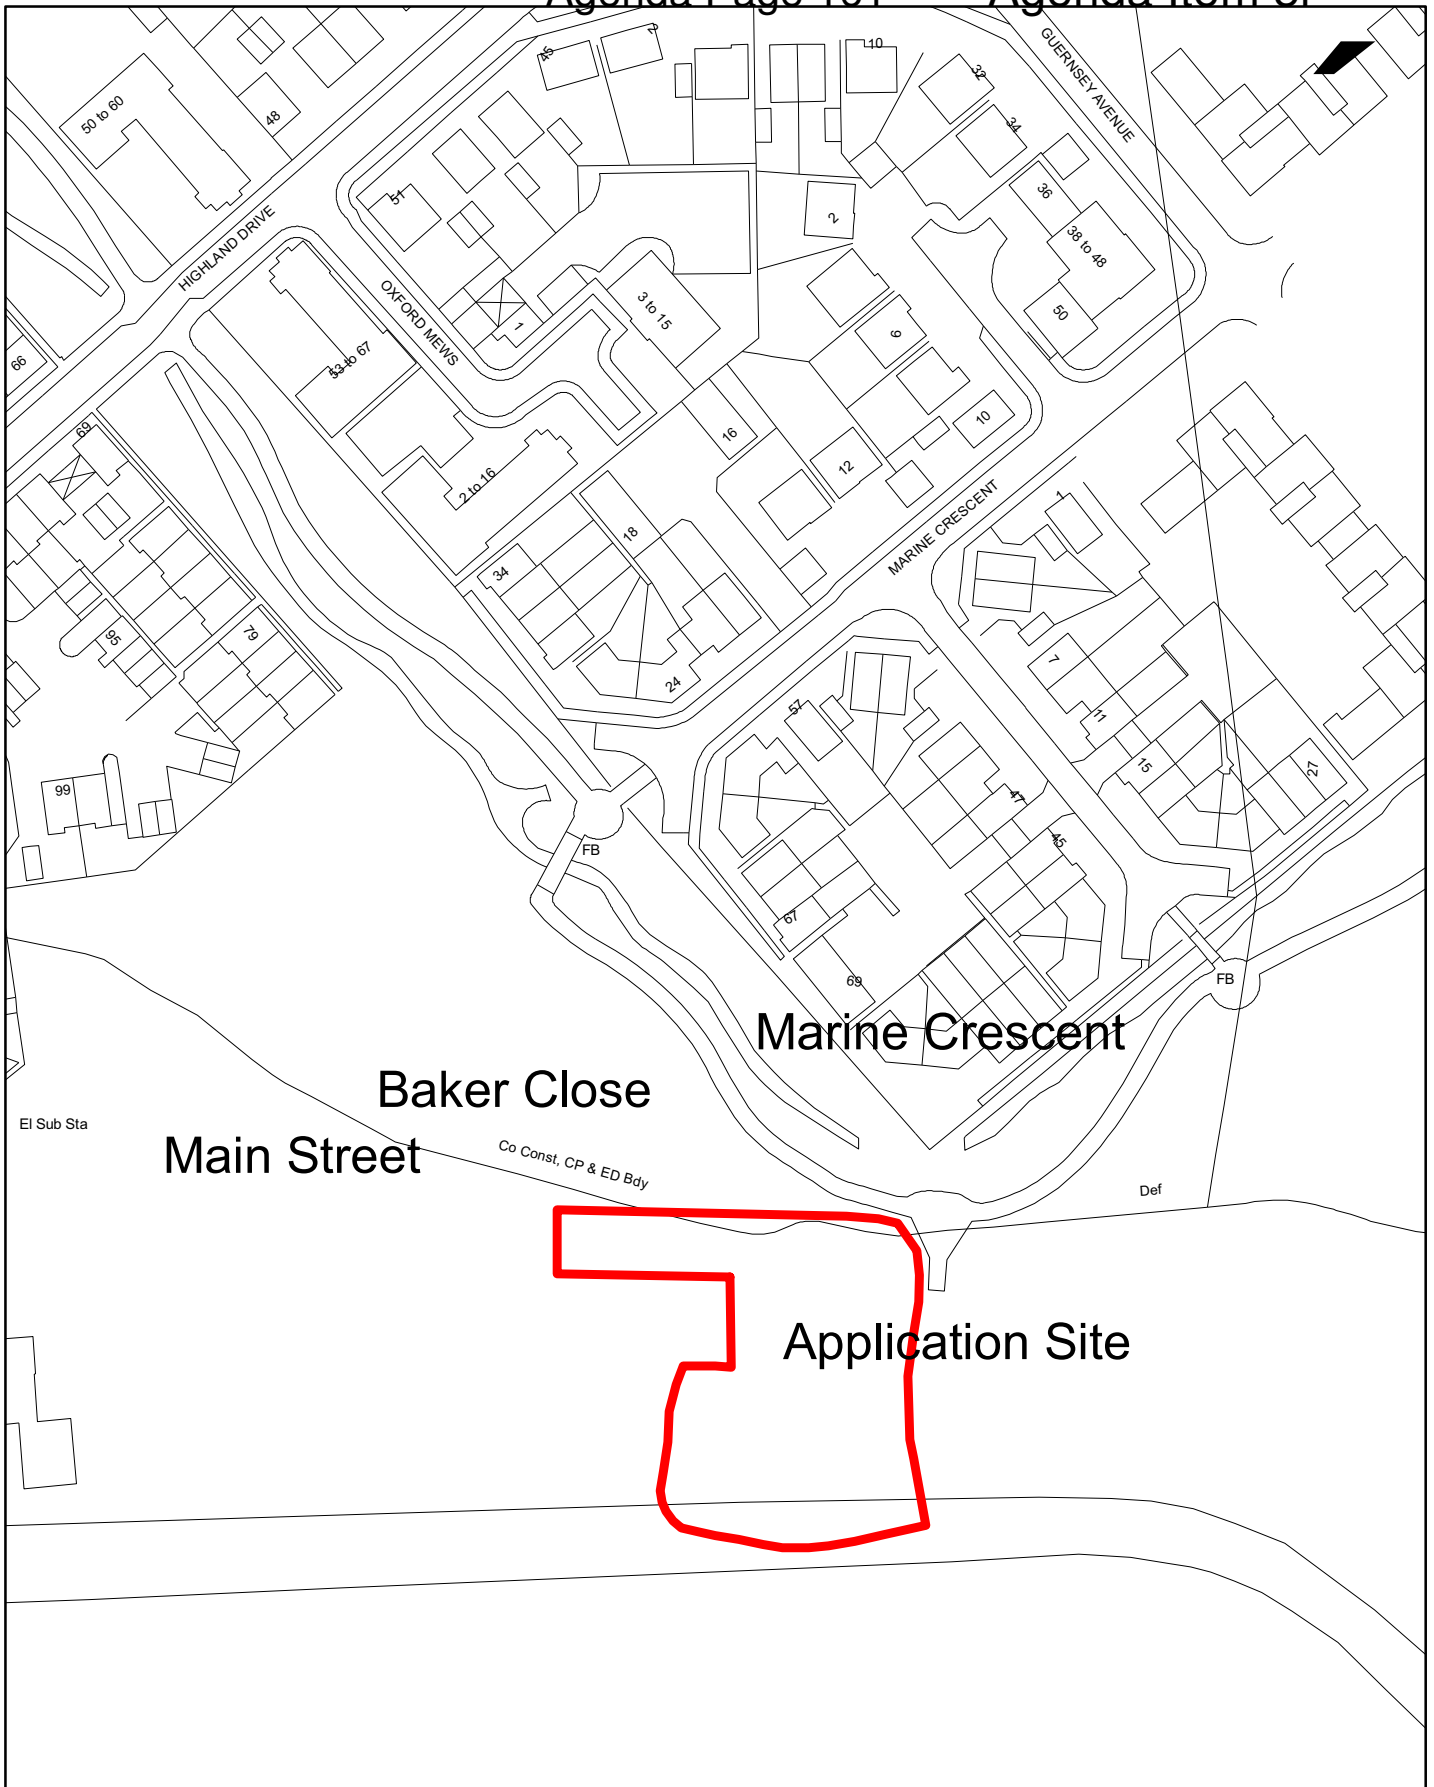 GUERNSEY AVENUE
45
2
10
32
34
50 to 60
48
51
36
2
38 to 48
HIGHLAND DRIVE
OXFORD MEWS
1
3 to 15
50
66
53 to 67
10
69
16
12
2 to 16
MARINE CRESCENT
1
18
34
95
79
7
24
57
11
15
27
99
47
45
FB
67
69
FB
Marine Crescent
Baker Close
El Sub Sta
Main Street
Co Const, CP & ED Bdy
Def
Application Site